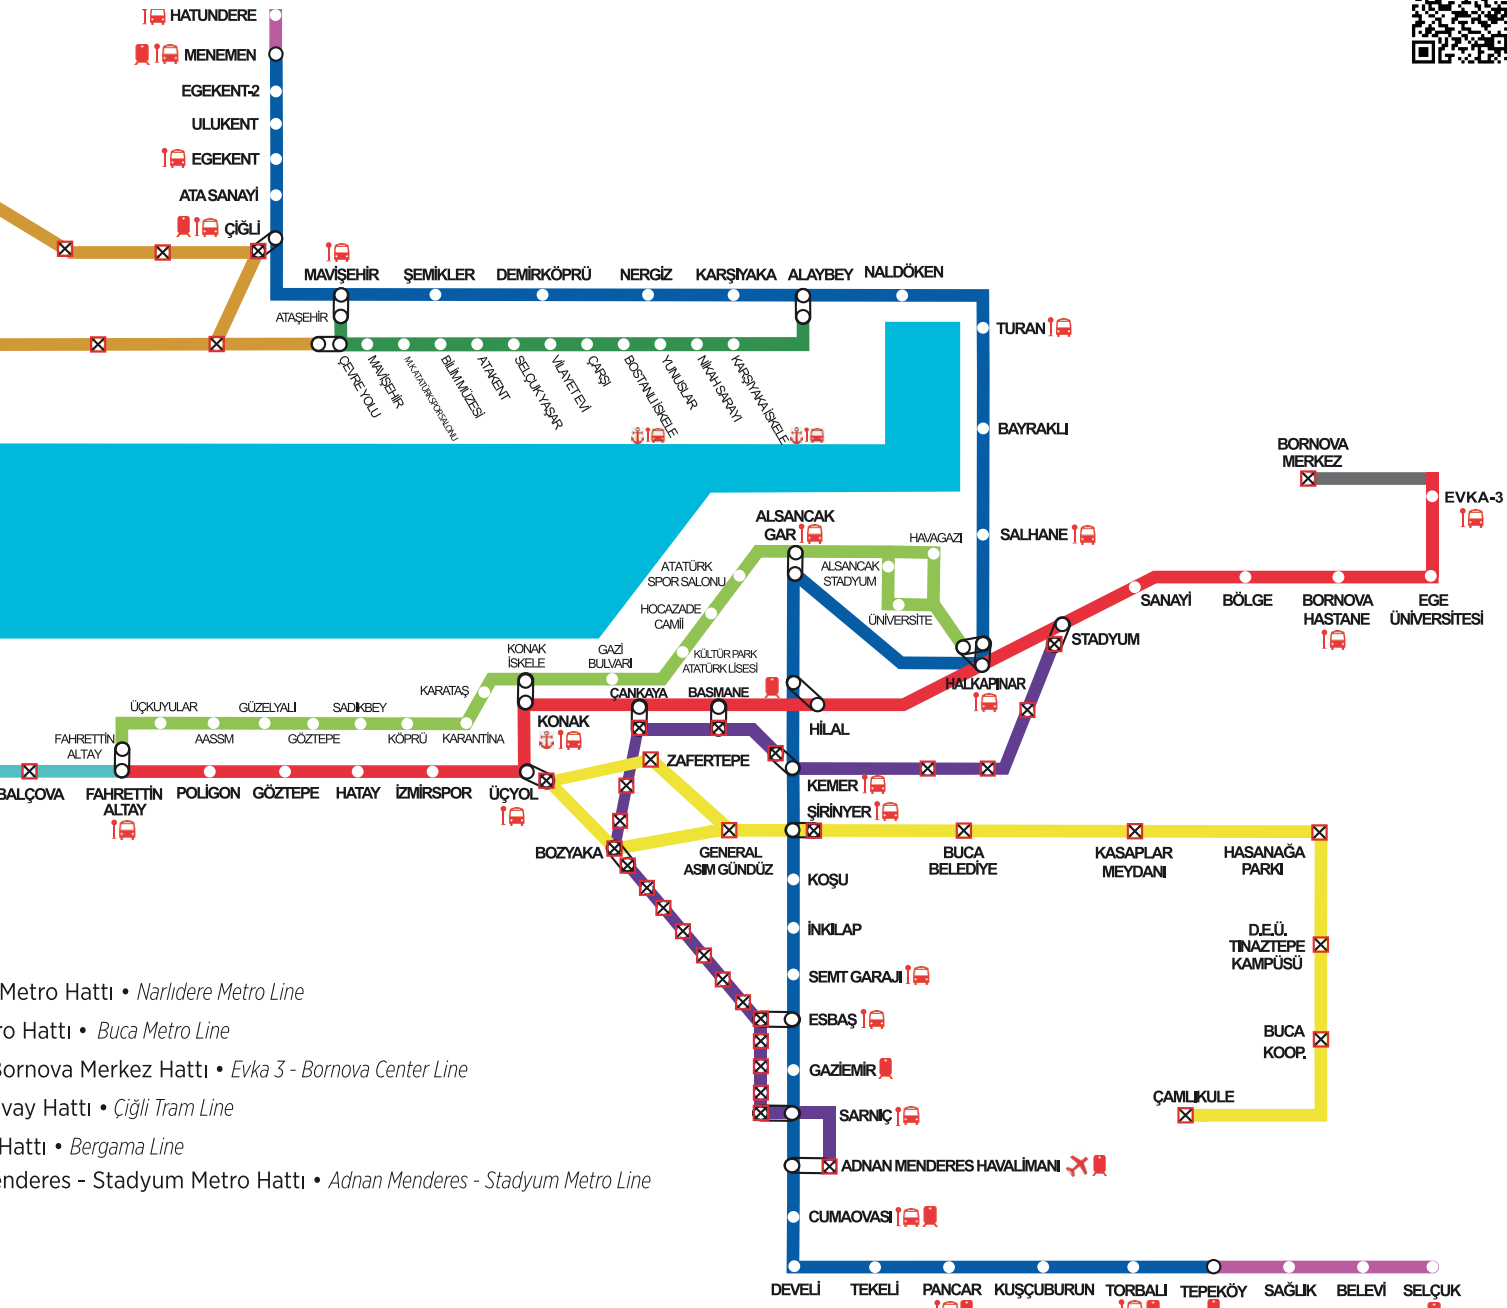 HATUNDERE
MENEMEN
EGEKENT-2
ULUKENT
EGEKENT
ATA SANAYİ
ÇİĞLİ
MAVİŞEHİR
ŞEMİKLER
DEMİRKÖPRÜ
NERGİZ
KARŞIYAKA
ALAYBEY
NALDÖKEN
ATAŞEHİR
TURAN
ÇEVRE YOLU
MAVİŞEHİR
M.K.ATATÜRK SPOR SALONU
BİLİM MÜZESİ
ATAKENT
SELÇUK YAŞAR
VİLAYET EVİ
ÇARŞI
BOSTANLI İSKELE
YUNUSLAR
NİKAH SARAYI
KARŞIYAKA İSKELE
BAYRAKLI
BORNOVA
MERKEZ
EVKA-3
ALSANCAK
GAR
SALHANE
HAVAGAZI
ATATÜRK
SPOR SALONU
ALSANCAK
STADYUM
HOCAZADE
CAMİİ
ÜNİVERSİTE
SANAYİ
BÖLGE
BORNOVA
HASTANE
EGE
ÜNİVERSİTESİ
STADYUM
KONAK
İSKELE
GAZİ
BULVARI
KÜLTÜR PARK
ATATÜRK LİSESİ
HALKAPINAR
KARATAŞ
ÇANKAYA
BASMANE
ÜÇKUYULAR
GÜZELYALI
SADIKBEY
KONAK
HİLAL
FAHRETTİN
ALTAY
AASSM
GÖZTEPE
KÖPRÜ
KARANTİNA
ZAFERTEPE
BALÇOVA
FAHRETTİN
ALTAY
POLİGON
GÖZTEPE
HATAY
İZMİRSPOR
ÜÇYOL
KEMER
ŞİRİNYER
BOZYAKA
GENERAL
ASIM GÜNDÜZ
BUCA
BELEDİYE
KASAPLAR
MEYDANI
HASANAĞA
PARKI
KOŞU
İNKILAP
D.E.Ü.
TINAZTEPE
KAMPÜSÜ
SEMT GARAJI
Metro Hattı • Narlıdere Metro Line
ESBAŞ
ro Hattı • Buca Metro Line
BUCA
KOOP.
Bornova Merkez Hattı • Evka 3 - Bornova Center Line
GAZİEMİR
ÇAMLIKULE
vay Hattı • Çiğli Tram Line
SARNIÇ
Hattı • Bergama Line
ADNAN MENDERES HAVALİMANI
enderes - Stadyum Metro Hattı • Adnan Menderes - Stadyum Metro Line
CUMAOVASI
DEVELİ
TEKELİ
PANCAR
KUŞÇUBURUN
TORBALI
TEPEKÖY
SAĞLIK
BELEVİ
SELÇUK